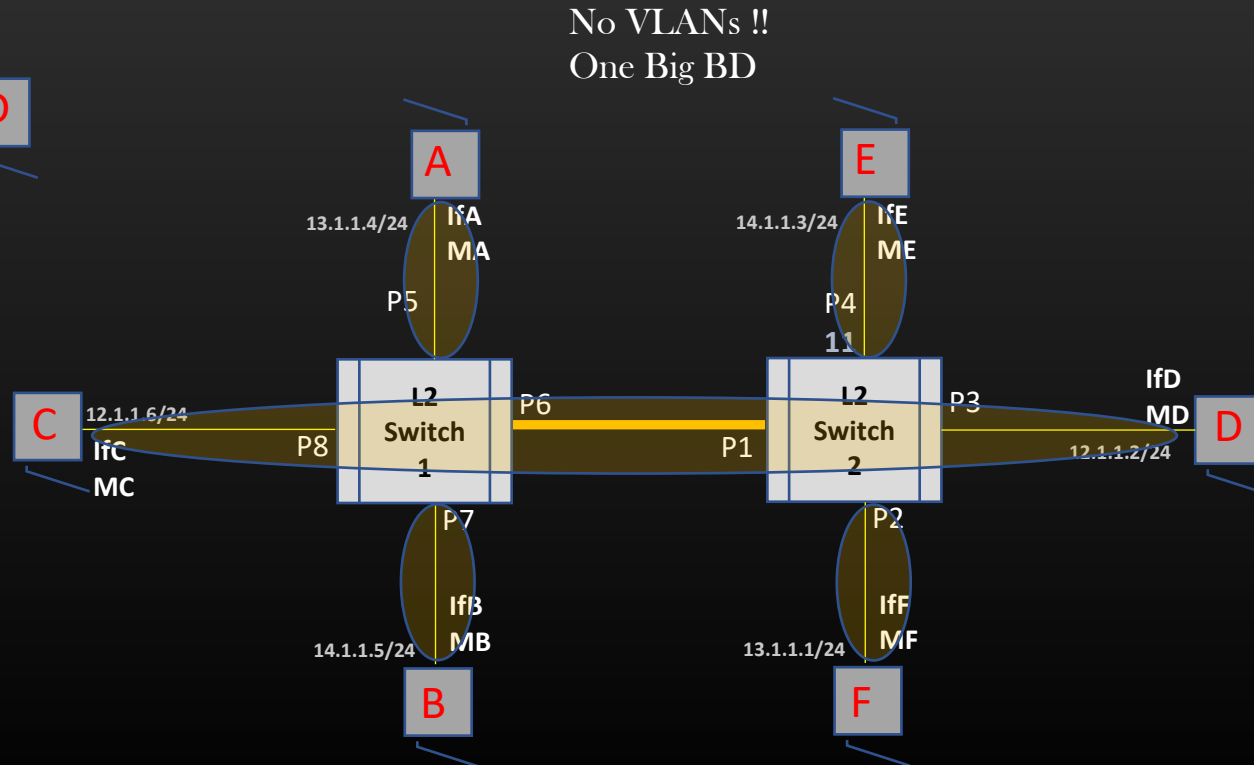 No VLANs !!
One Big BD
D
A
E
13.1.1.4/24
IfA
MA
14.1.1.3/24
IfE
ME
P5
P4
11
C
12.1.1.6/24
IfC
MC
P8
L2
Switch
1
P6
P1
L2
Switch
2
P3
IfD
MD
12.1.1.2/24
D
P7
P2
IfB
MB
14.1.1.5/24
IfF
MF
13.1.1.1/24
B
F